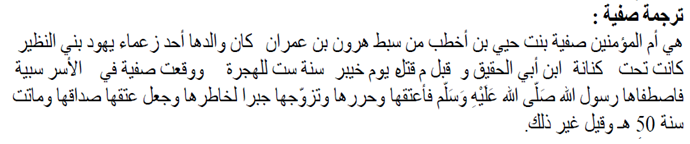 ترجمة صفية :
هي أم المؤمنين صفية بنت حيي بن أخطب من سبط هرون بن عمران كان والدها أحد زعماء يهود بني النظير
كانت تحت كنانة ابن أبي الحقيق و قبل م قتله يوم خيبر سنة ست للهجرة ووقعت صفية في الأسر سبية
فاصطفاها رسول الله صَلَّى الله عَلَيْهِ وَسَلَّم فأعتقها وحررها وتزوّجها جبرا لخاطرها وجعل عتقها صداقها وماتت
سنة 50 هـ وقيل غير ذلك.